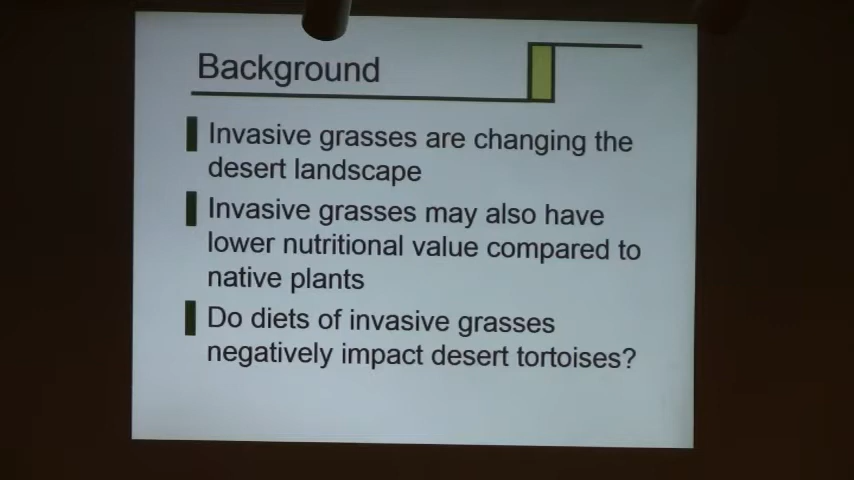 Background
Invasive grasses are changing the
desert landscape
Invasive grasses may also have
lower nutritional value compared to
native plants
Do diets of invasive grasses
negatively impact desert tortoises?